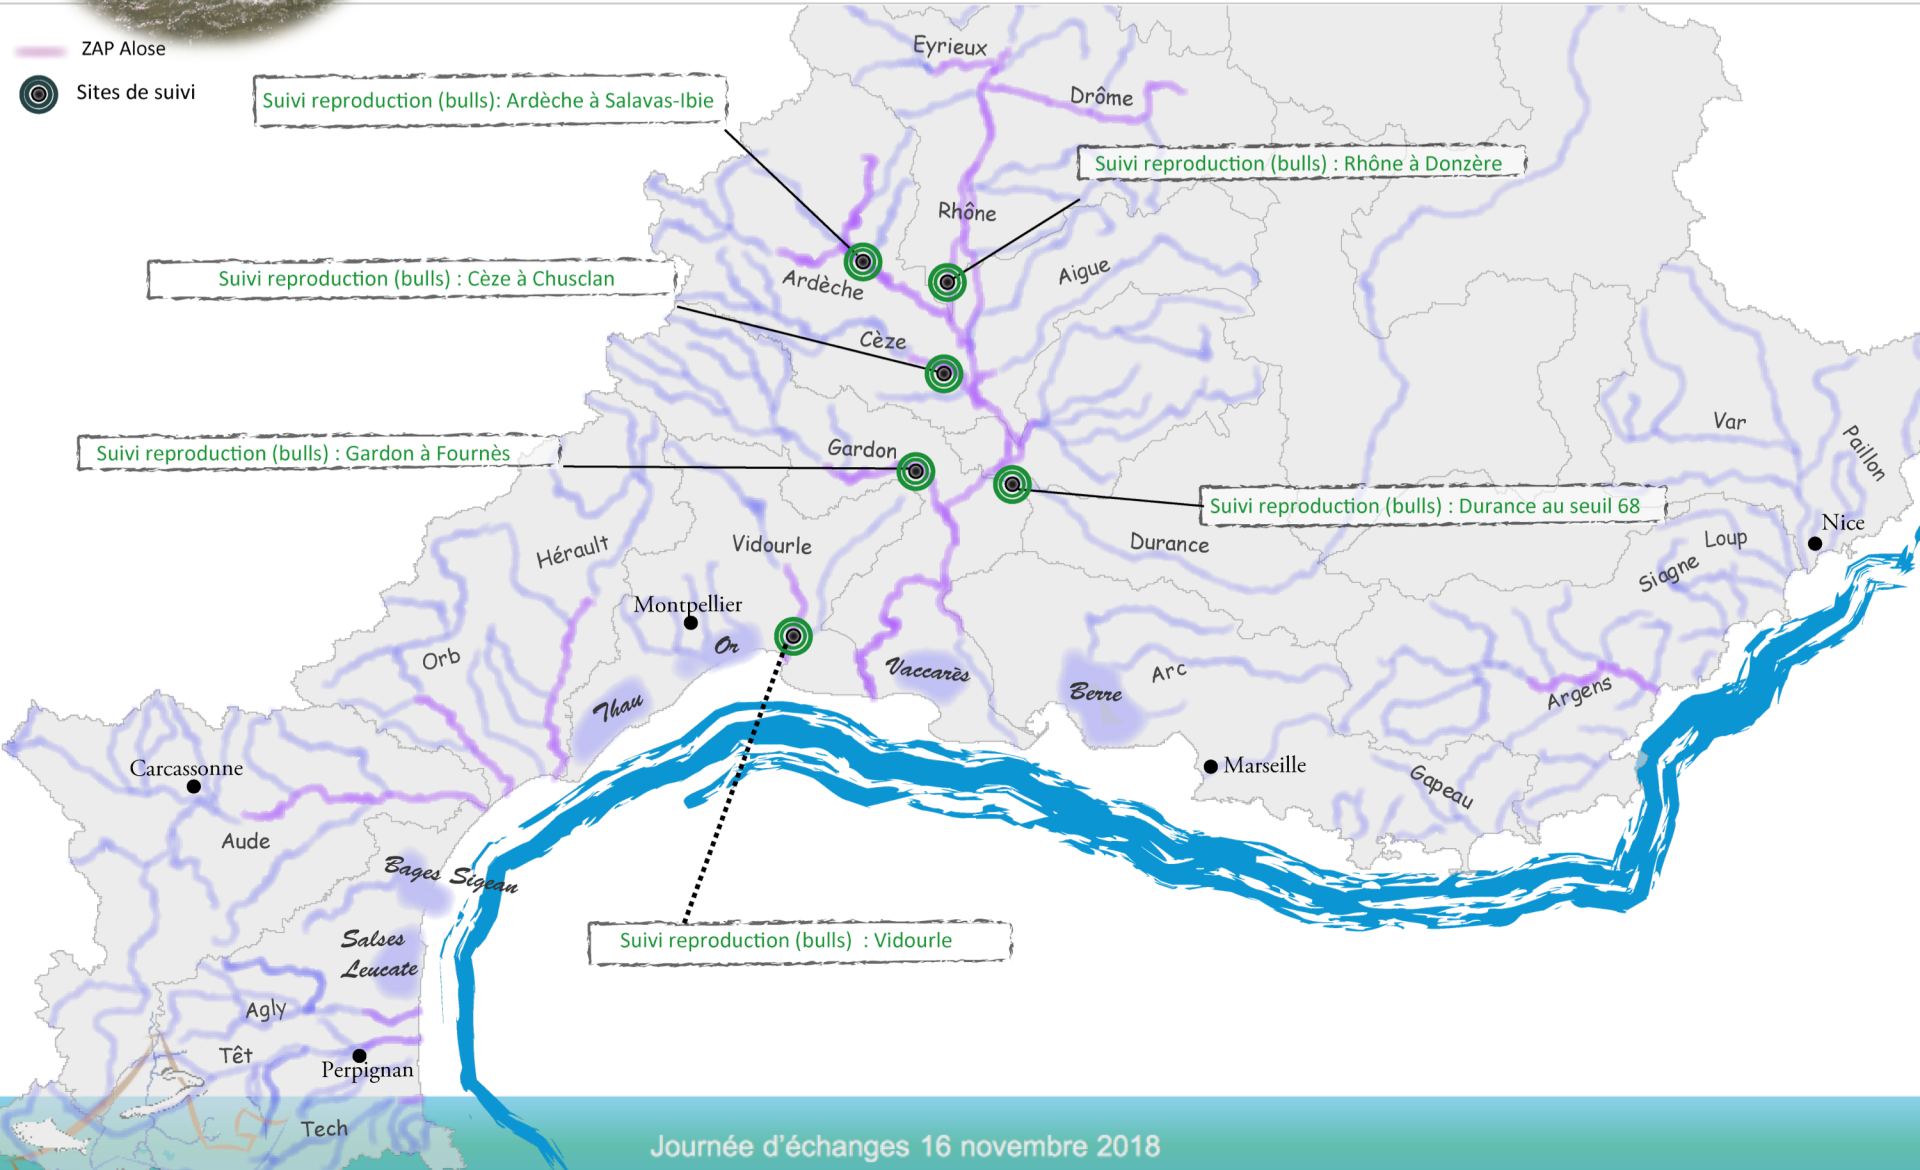 ZAP Alose
Sites de suivi
Suivi reproduction (bulls): Ardèche à Salavas-Ibie
Eyrieux
Drôme
Suivi reproduction (bulls) : Rhône à Donzère
Rhône
Suivi reproduction (bulls) : Cèze à Chusclan
Ardèche
Aigue
Cèze
Suivi reproduction (bulls) : Gardon à Fournès
Gardon
Var
Paillon
Suivi reproduction (bulls) : Durance au seuil 68
Nice
Hérault
Vidourle
Durance
Loup
Siagne
Montpellier
Or
Orb
Vaccarès
Arc
Berre
Argens
Thau
Carcassonne
Marseille
Gapeau
Aude
Bages Sigean
Suivi reproduction (bulls) : Vidourle
Salses
Leucate
Agly
Têt
Perpignan
Tech
Journée d'échanges 16 novembre 2018